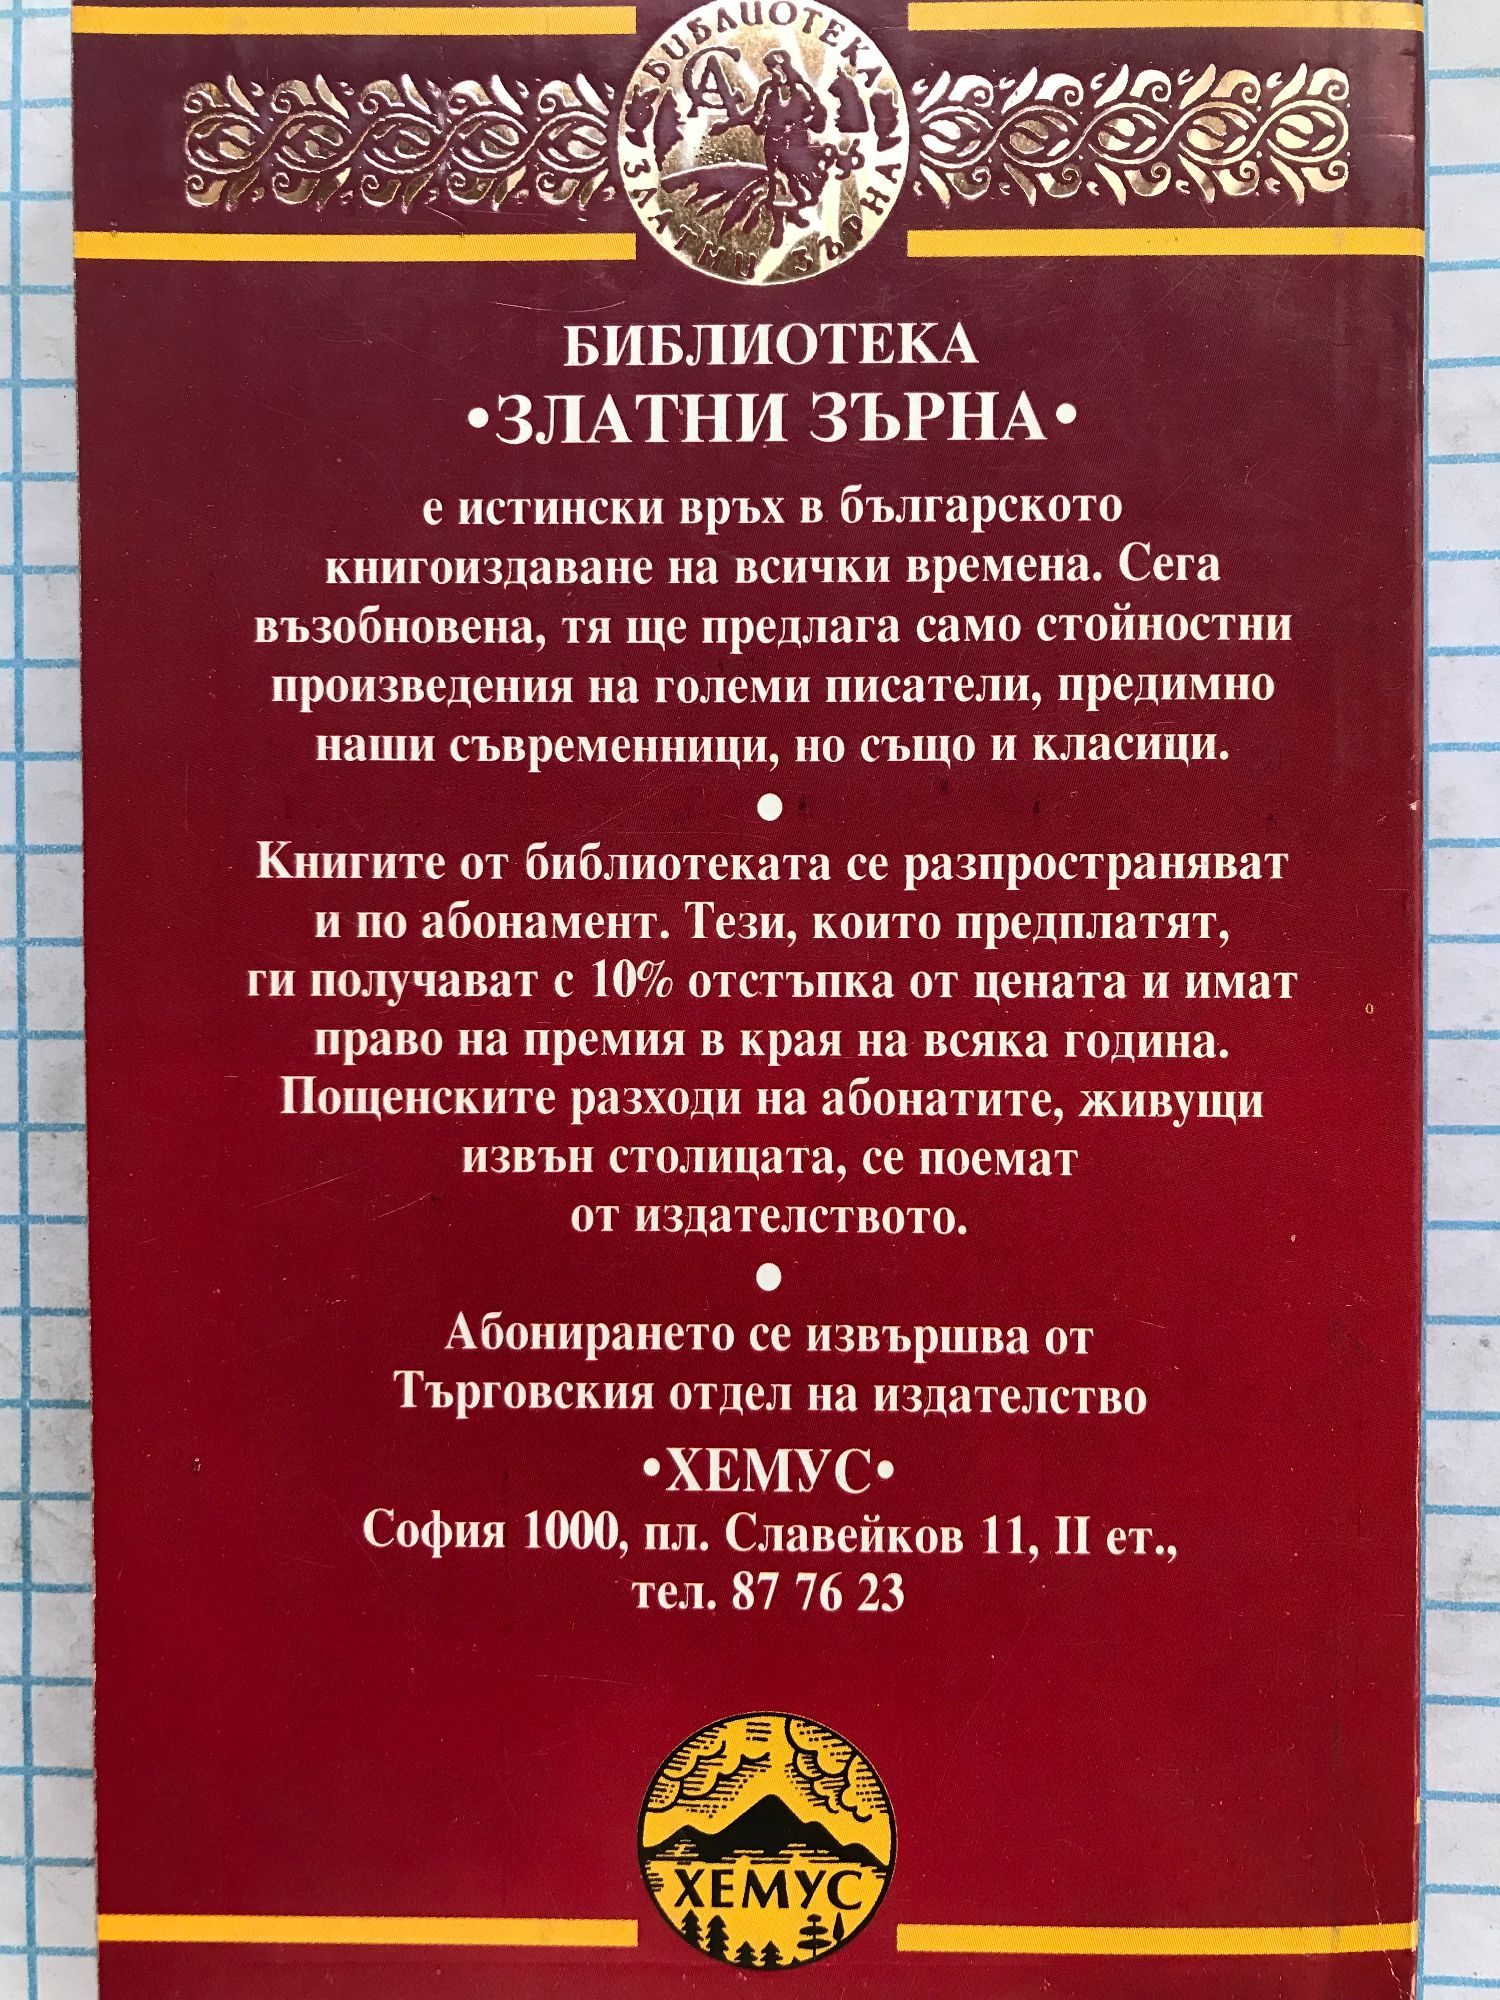 БИБЛИОТЕКА
ЗЛАТНИ ЗЪРНА
БИБЛИОТЕКА
•ЗЛАТНИ ЗЪРНА•
е истински връх в българското
книгоиздаване на всички времена. Сега
възобновена, тя ще предлага само стойностни
произведения на големи писатели, предимно
наши съвременници, но също и класици.
•
Книгите от библиотеката се разпространяват
и по абонамент. Тези, които предплатят,
ги получават с 10% отстъпка от цената и имат
право на премия в края на всяка година.
Пощенските разходи на абонатите, живущи
извън столицата, се поемат
от издателството.
•
Абонирането се извършва от
Търговския отдел на издателство
•ХЕМУС•
София 1000, пл. Славейков 11, II ет.,
тел. 87 76 23
ХЕМУС